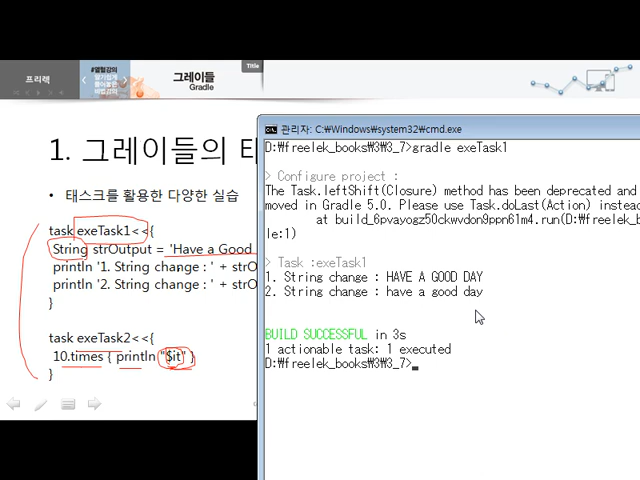 프리렉
#열혈강의
그레이들
Gradle
Title
1. 그레이들의 태
• 태스크를 활용한 다양한 실습
task exeTask1<<{
String strOutput = 'Have a Good
println '1. String change : ' + strO
println '2. String change : ' + strO
}
task exeTask2<<{
10.times { println "$it" }
}
관리자: C:₩Windows₩system32₩cmd.exe
D:₩freelek_books₩3₩3_7>gradle exeTask1
> Configure project :
The Task.leftShift(Closure) method has been deprecated and
moved in Gradle 5.0. Please use Task.doLast(Action) instead
at build_6pvayogz50ckwvdon9ppn61m4.run(D:₩freelek
le:1)
> Task :exeTask1
1. String change : HAVE A GOOD DAY
2. String change : have a good day
BUILD SUCCESSFUL in 3s
1 actionable task: 1 executed
D:₩freelek_books₩3₩3_7>